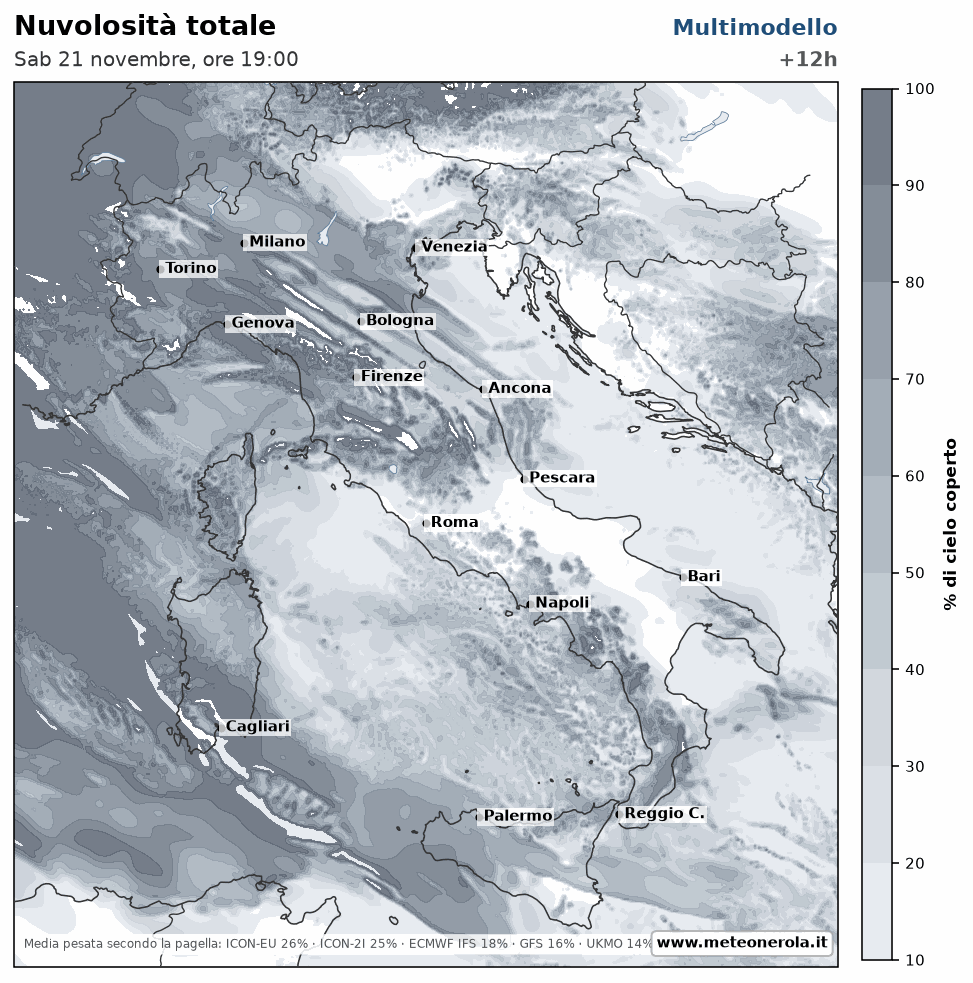 Nuvolosità totale
Multimodello
Sab 21 novembre, ore 19:00
+12h
100
90
80
70
60
50
40
30
20
10
% di cielo coperto
Milano
Venezia
Torino
Genova
Bologna
Firenze
Ancona
Pescara
Roma
Bari
Napoli
Cagliari
Palermo
Reggio C.
Media pesata secondo la pagella: ICON-EU 26% · ICON-2I 25% · ECMWF IFS 18% · GFS 16% · UKMO 14%
www.meteonerola.it